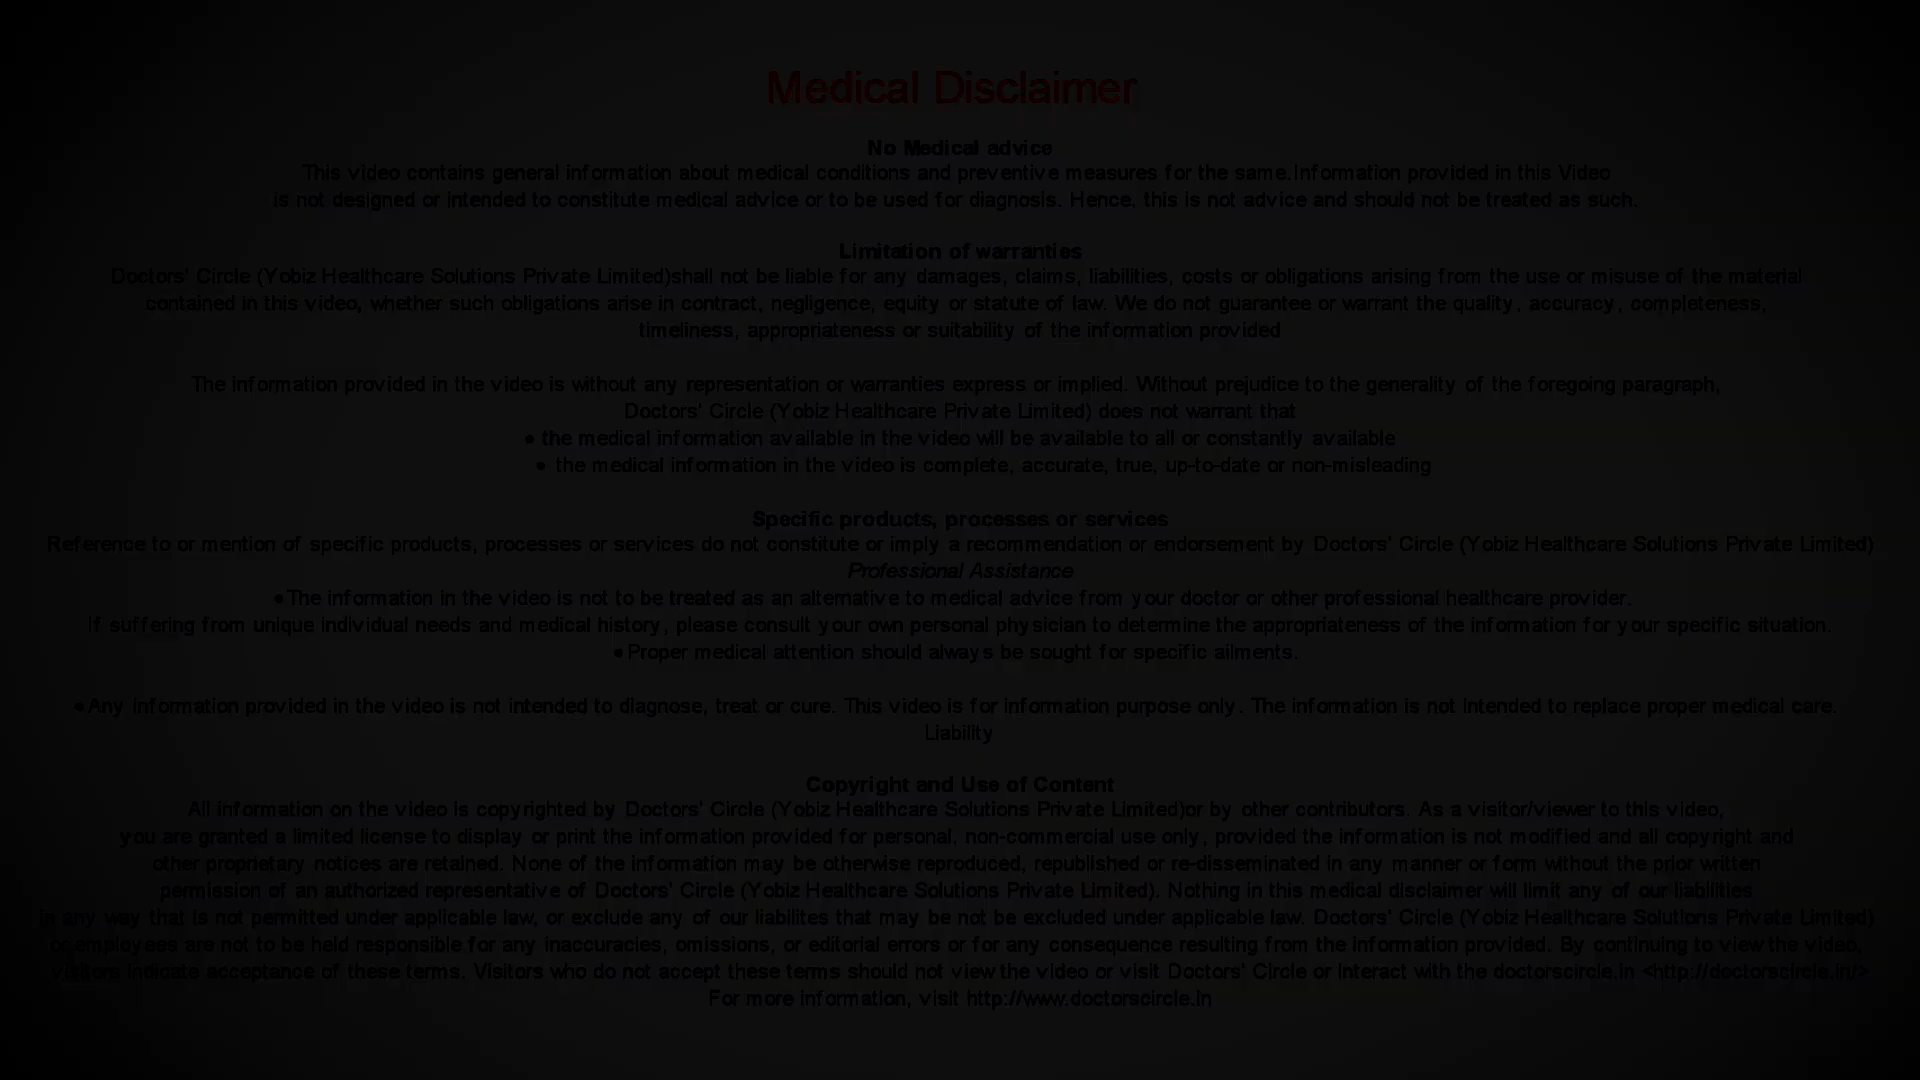 Medical Disclaimer
No Medical advice
This video contains general information about medical conditions and preventive measures for the same.Information provided in this Video
is not designed or intended to constitute medical advice or to be used for diagnosis. Hence, this is not advice and should not be treated as such.
Limitation of warranties
Doctors' Circle (Yobiz Healthcare Solutions Private Limited)shall not be liable for any damages, claims, liabilities, costs or obligations arising from the use or misuse of the material
contained in this video, whether such obligations arise in contract, negligence, equity or statute of law. We do not guarantee or warrant the quality, accuracy, completeness,
timeliness, appropriateness or suitability of the information provided
The information provided in the video is without any representation or warranties express or implied. Without prejudice to the generality of the foregoing paragraph,
Doctors' Circle (Yobiz Healthcare Private Limited) does not warrant that
• the medical information available in the video will be available to all or constantly available
• the medical information in the video is complete, accurate, true, up-to-date or non-misleading
Specific products, processes or services
Reference to or mention of specific products, processes or services do not constitute or imply a recommendation or endorsement by Doctors' Circle (Yobiz Healthcare Solutions Private Limited)
Professional Assistance
•The information in the video is not to be treated as an alternative to medical advice from your doctor or other professional healthcare provider.
If suffering from unique individual needs and medical history, please consult your own personal physician to determine the appropriateness of the information for your specific situation.
•Proper medical attention should always be sought for specific ailments.
•Any information provided in the video is not intended to diagnose, treat or cure. This video is for information purpose only. The information is not intended to replace proper medical care.
Liability
Copyright and Use of Content
All information on the video is copyrighted by Doctors' Circle (Yobiz Healthcare Solutions Private Limited)or by other contributors. As a visitor/viewer to this video,
you are granted a limited license to display or print the information provided for personal, non-commercial use only, provided the information is not modified and all copyright and
other proprietary notices are retained. None of the information may be otherwise reproduced, republished or re-disseminated in any manner or form without the prior written
permission of an authorized representative of Doctors' Circle (Yobiz Healthcare Solutions Private Limited). Nothing in this medical disclaimer will limit any of our liabilities
in any way that is not permitted under applicable law, or exclude any of our liabilites that may be not be excluded under applicable law. Doctors' Circle (Yobiz Healthcare Solutions Private Limited)
or employees are not to be held responsible for any inaccuracies, omissions, or editorial errors or for any consequence resulting from the information provided. By continuing to view the video,
visitors indicate acceptance of these terms. Visitors who do not accept these terms should not view the video or visit Doctors' Circle or interact with the doctorscircle.in <http://doctorscircle.in/>
For more information, visit http://www.doctorscircle.in